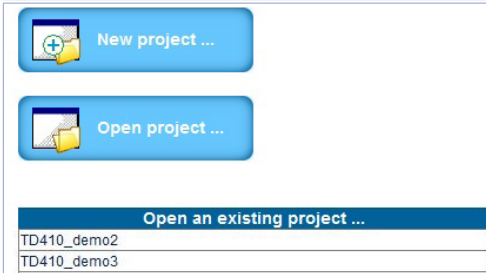 New project ...
Open project ...
Open an existing project ...
TD410_demo2
TD410_demo3